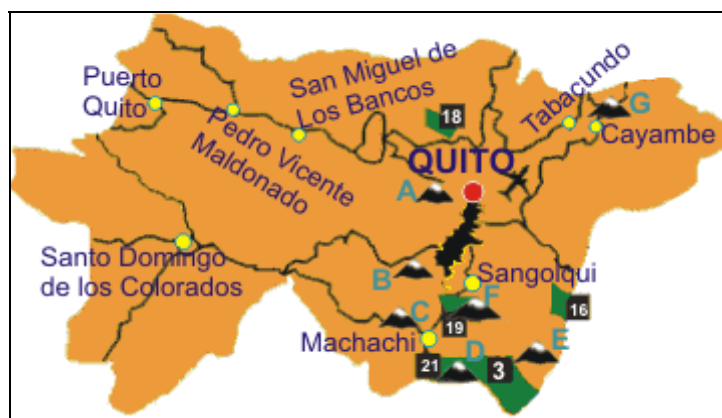 Puerto
Quito
San Miguel de
Los Bancos
Pedro Vicente
Maldonado
18
Tabacundo
G
Cayambe
QUITO
A
Santo Domingo
de los Colorados
B
Sangolqui
C
F
16
19
Machachi
21
D
3
E